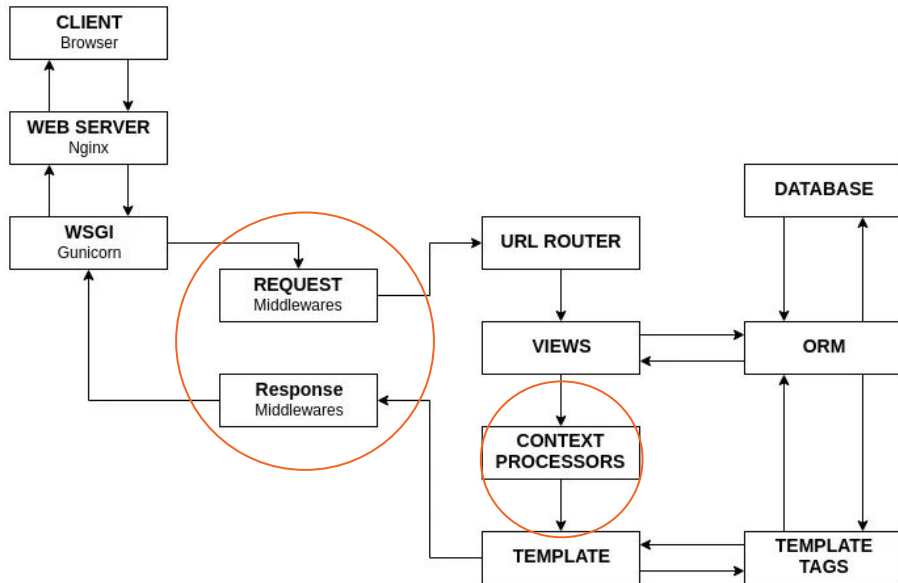 CLIENT
Browser
WEB SERVER
Nginx
WSGI
Gunicorn
REQUEST
Middlewares
Response
Middlewares
URL ROUTER
VIEWS
CONTEXT
PROCESSORS
TEMPLATE
DATABASE
ORM
TEMPLATE
TAGS